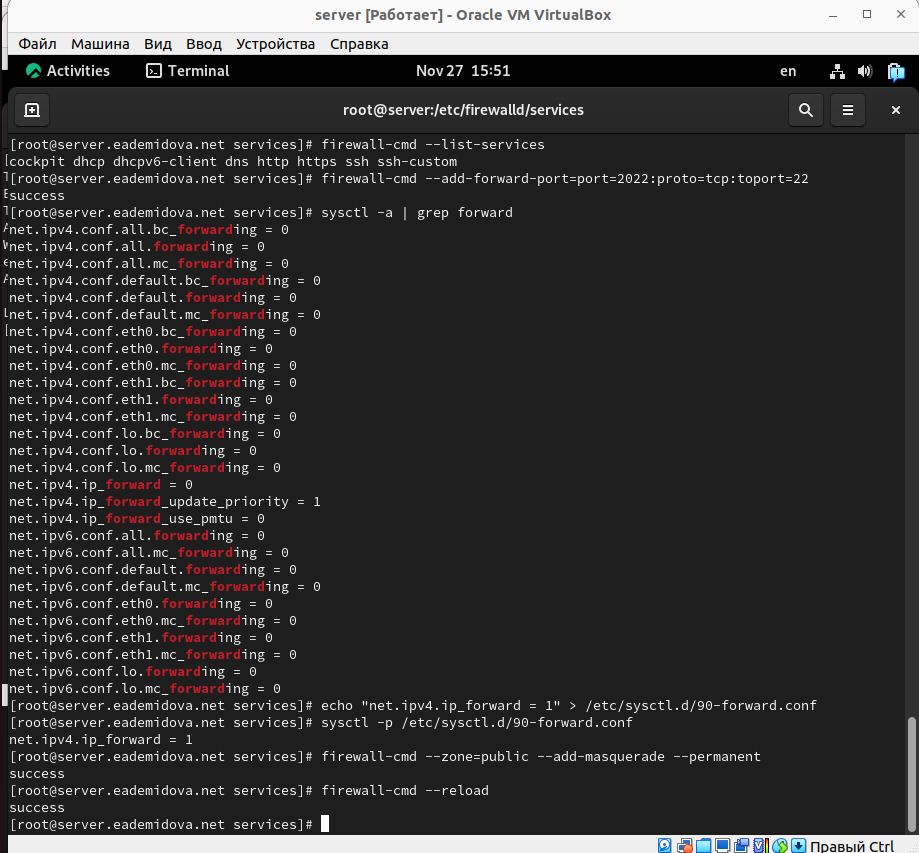 server [Работает] - Oracle VM VirtualBox
Файл Машина Вид Ввод Устройства Справка
Activities Terminal Nov 27 15:51 en
root@server:/etc/firewalld/services
[root@server.eademidova.net services]# firewall-cmd --list-services
cockpit dhcp dhcpv6-client dns http https ssh ssh-custom
[root@server.eademidova.net services]# firewall-cmd --add-forward-port=port=2022:proto=tcp:toport=22
success
[root@server.eademidova.net services]# sysctl -a | grep forward
net.ipv4.conf.all.bc_forwarding = 0
net.ipv4.conf.all.forwarding = 0
net.ipv4.conf.all.mc_forwarding = 0
net.ipv4.conf.default.bc_forwarding = 0
net.ipv4.conf.default.forwarding = 0
net.ipv4.conf.default.mc_forwarding = 0
net.ipv4.conf.eth0.bc_forwarding = 0
net.ipv4.conf.eth0.forwarding = 0
net.ipv4.conf.eth0.mc_forwarding = 0
net.ipv4.conf.eth1.bc_forwarding = 0
net.ipv4.conf.eth1.forwarding = 0
net.ipv4.conf.eth1.mc_forwarding = 0
net.ipv4.conf.lo.bc_forwarding = 0
net.ipv4.conf.lo.forwarding = 0
net.ipv4.conf.lo.mc_forwarding = 0
net.ipv4.ip_forward = 0
net.ipv4.ip_forward_update_priority = 1
net.ipv4.ip_forward_use_pmtu = 0
net.ipv6.conf.all.forwarding = 0
net.ipv6.conf.all.mc_forwarding = 0
net.ipv6.conf.default.forwarding = 0
net.ipv6.conf.default.mc_forwarding = 0
net.ipv6.conf.eth0.forwarding = 0
net.ipv6.conf.eth0.mc_forwarding = 0
net.ipv6.conf.eth1.forwarding = 0
net.ipv6.conf.eth1.mc_forwarding = 0
net.ipv6.conf.lo.forwarding = 0
net.ipv6.conf.lo.mc_forwarding = 0
[root@server.eademidova.net services]# echo "net.ipv4.ip_forward = 1" > /etc/sysctl.d/90-forward.conf
[root@server.eademidova.net services]# sysctl -p /etc/sysctl.d/90-forward.conf
net.ipv4.ip_forward = 1
[root@server.eademidova.net services]# firewall-cmd --zone=public --add-masquerade --permanent
success
[root@server.eademidova.net services]# firewall-cmd --reload
success
[root@server.eademidova.net services]#
Правый Ctrl